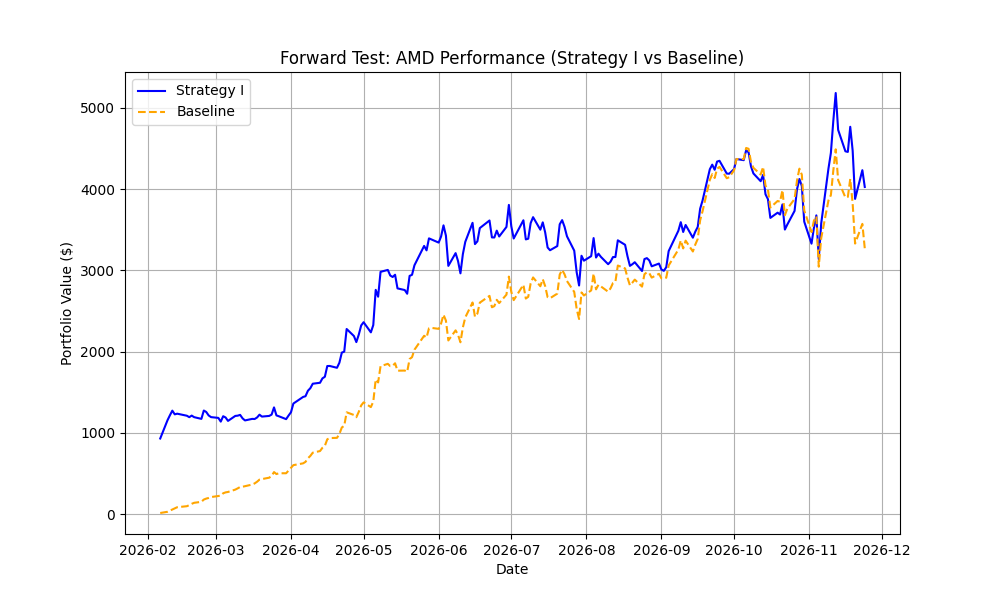 Forward Test: AMD Performance (Strategy I vs Baseline)
Strategy I
Baseline
Portfolio Value ($)
5000
4000
3000
2000
1000
0
2026-02 2026-03 2026-04 2026-05 2026-06 2026-07 2026-08 2026-09 2026-10 2026-11 2026-12
Date